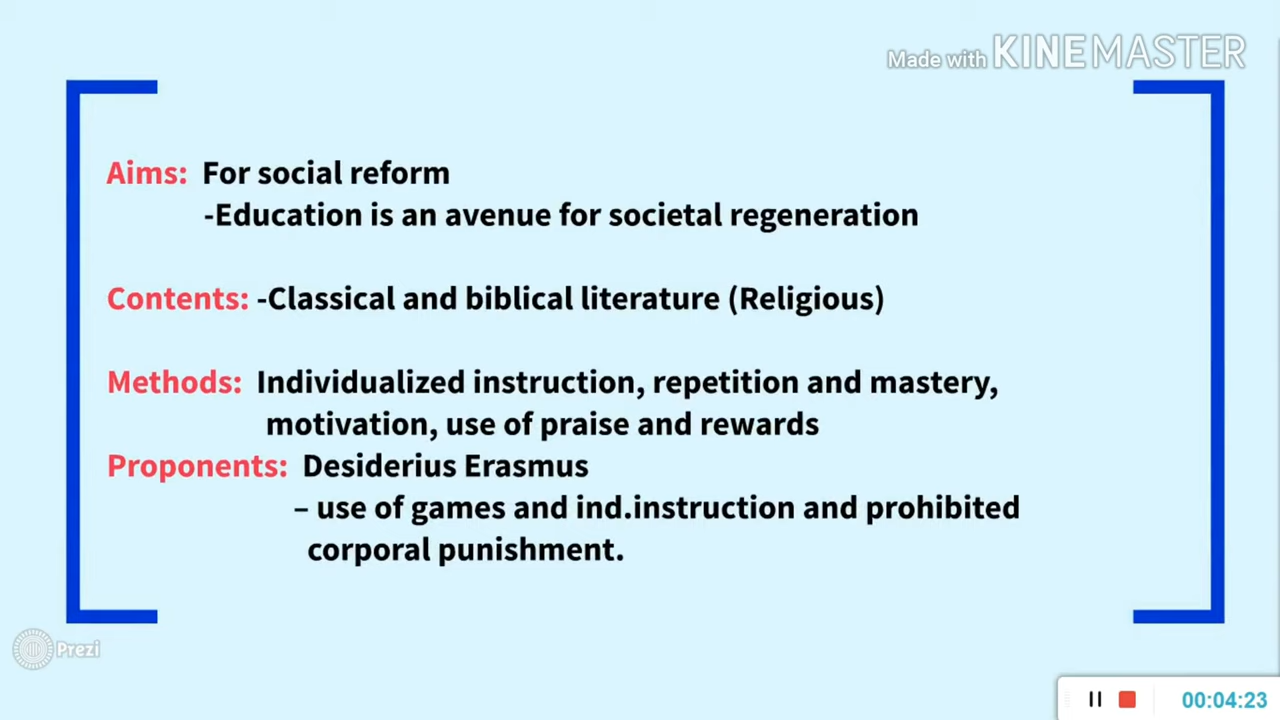 Made with KINEMASTER
Aims: For social reform
-Education is an avenue for societal regeneration
Contents: -Classical and biblical literature (Religious)
Methods: Individualized instruction, repetition and mastery,
motivation, use of praise and rewards
Proponents: Desiderius Erasmus
– use of games and ind.instruction and prohibited
corporal punishment.
Prezi
00:04:23